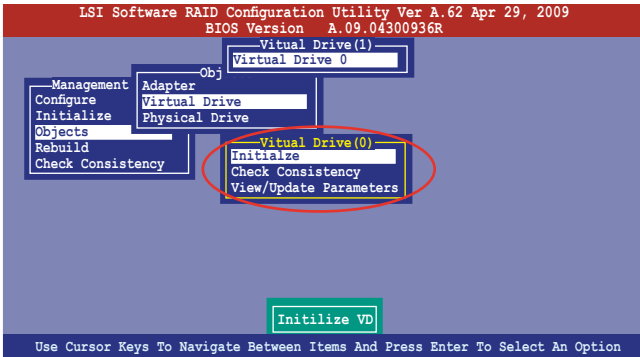 LSI Software RAID Configuration Utility Ver A.62 Apr 29, 2009
BIOS Version A.09.04300936R
Vitual Drive(1)
Virtual Drive 0
Obj
Adapter
Virtual Drive
Physical Drive
Management
Configure
Initialize
Objects
Rebuild
Check Consistency
Vitual Drive(0)
Initialze
Check Consistency
View/Update Parameters
Initilize VD
Use Cursor Keys To Navigate Between Items And Press Enter To Select An Option